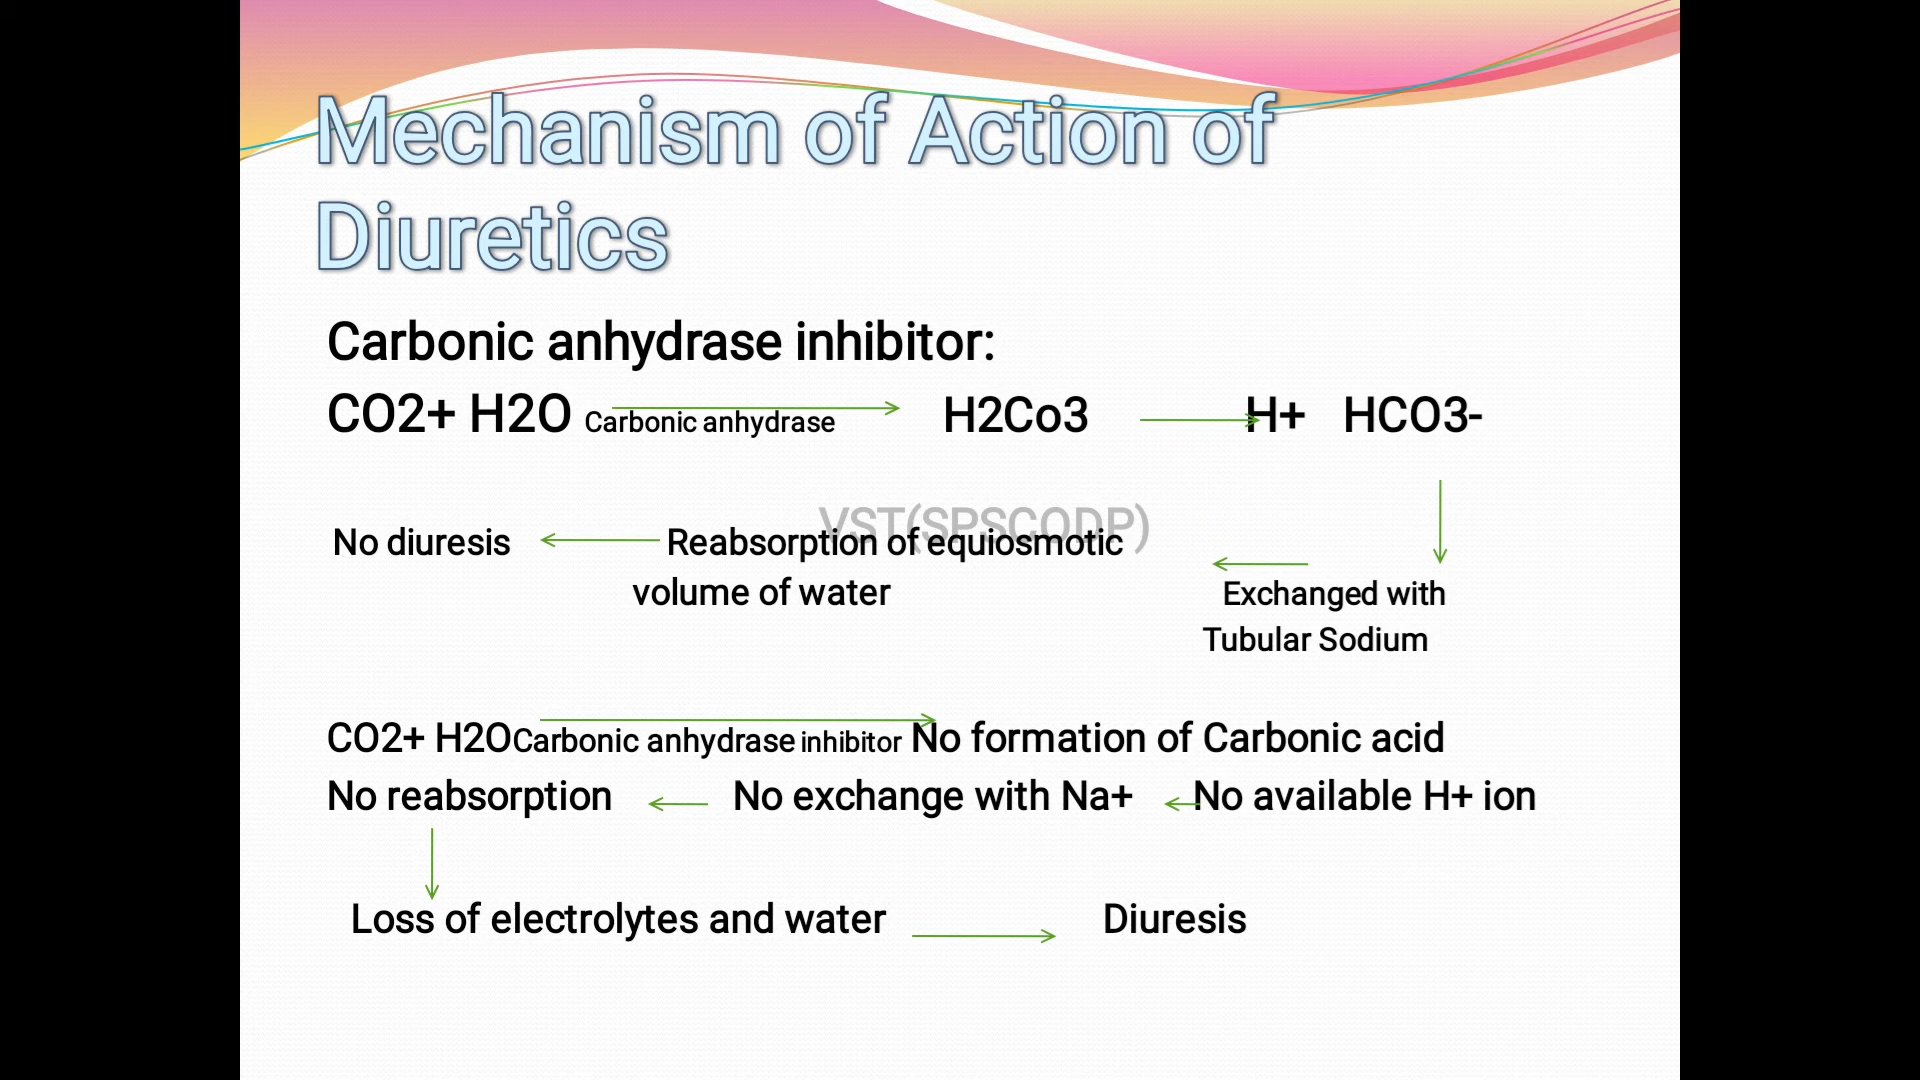 Mechanism of Action of
Diuretics
Carbonic anhydrase inhibitor:
CO2+ H2O Carbonic anhydrase H2Co3 H+ HCO3-
VST(SPSCODP)
No diuresis Reabsorption of equiosmotic
volume of water Exchanged with
Tubular Sodium
CO2+ H2OCarbonic anhydrase inhibitor No formation of Carbonic acid
No reabsorption No exchange with Na+ No available H+ ion
Loss of electrolytes and water Diuresis